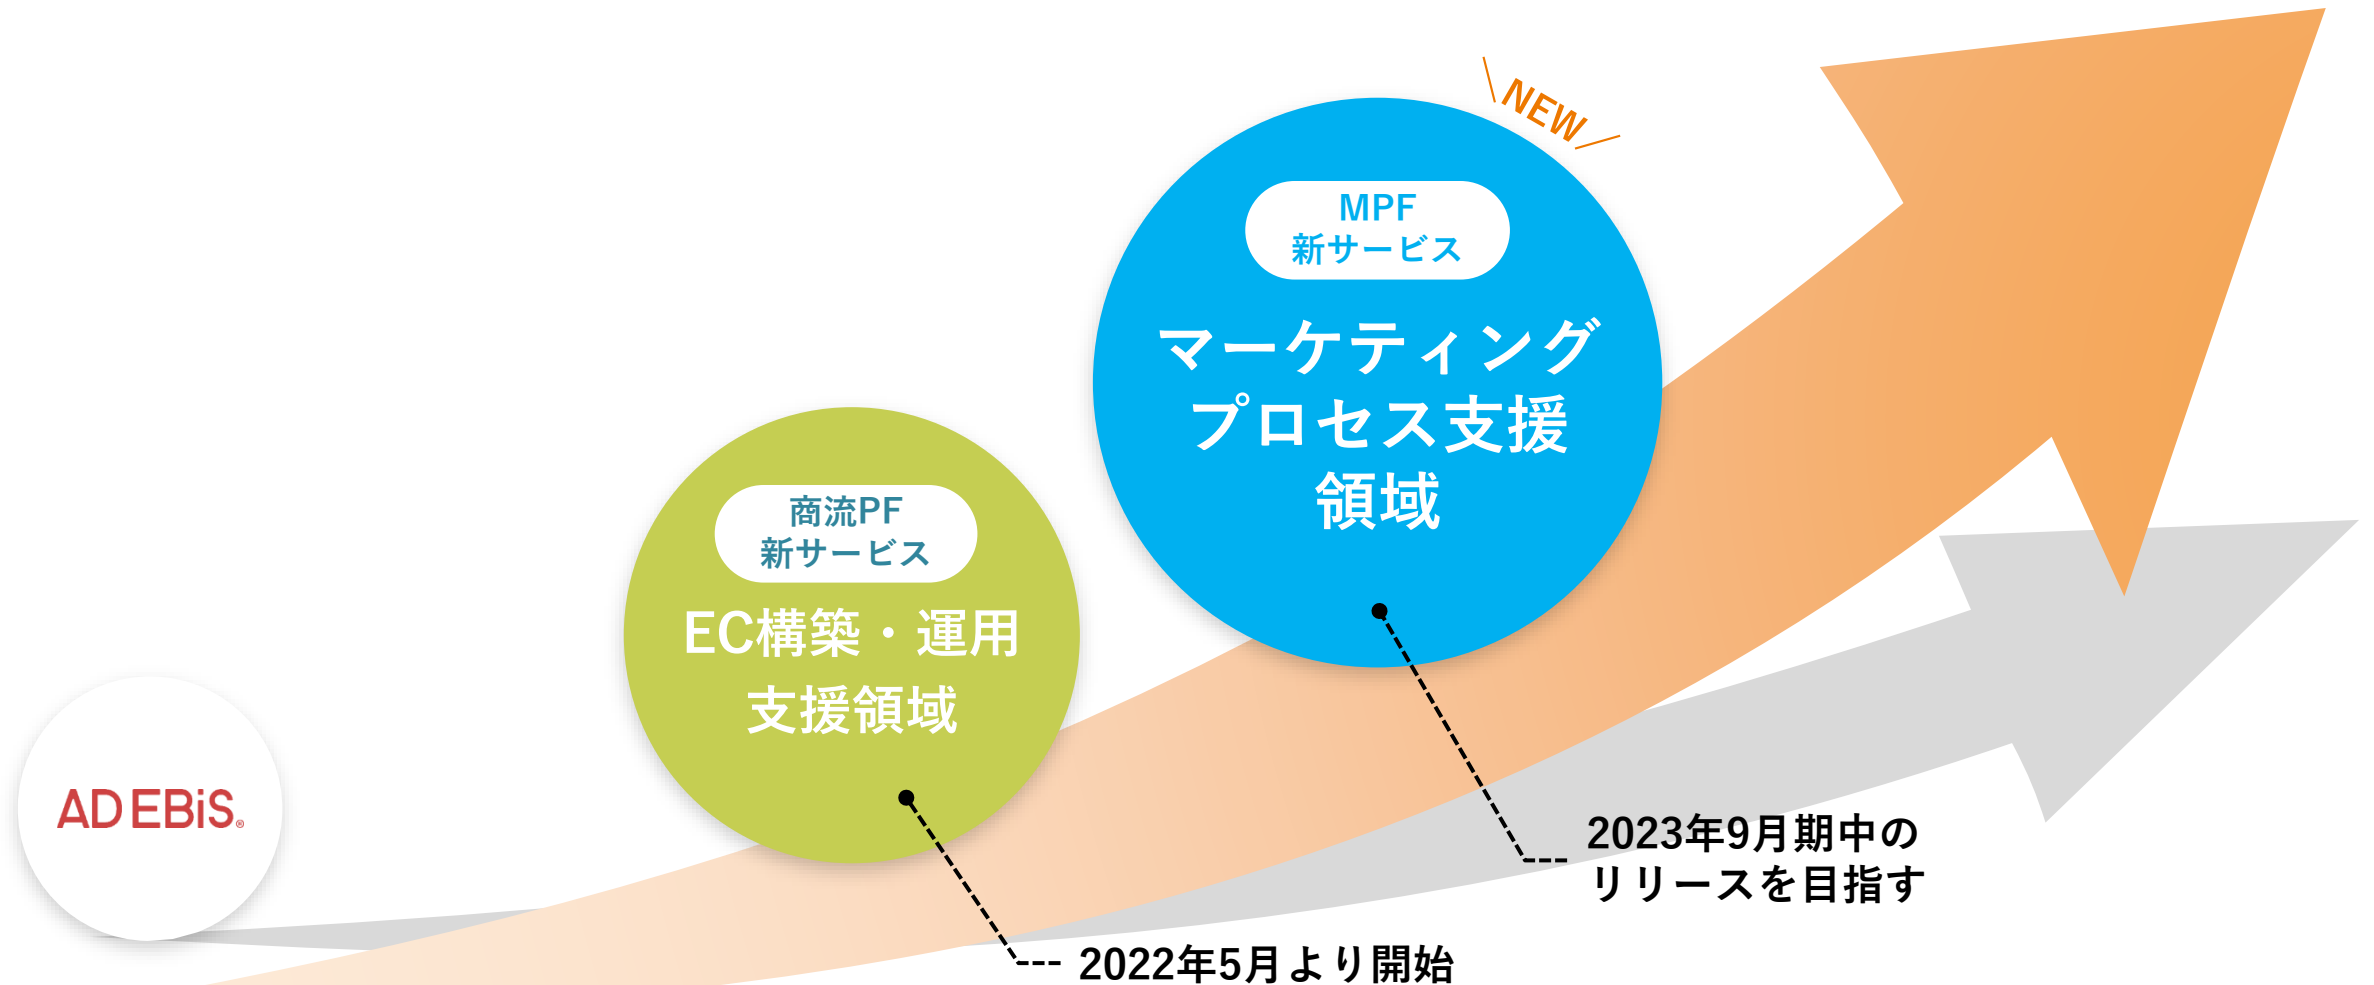 NEW
MPF
新サービス
マーケティング
プロセス支援
領域
商流PF
新サービス
EC構築・運用
支援領域
AD EBiS®
2023年9月期中の
リリースを目指す
2022年5月より開始